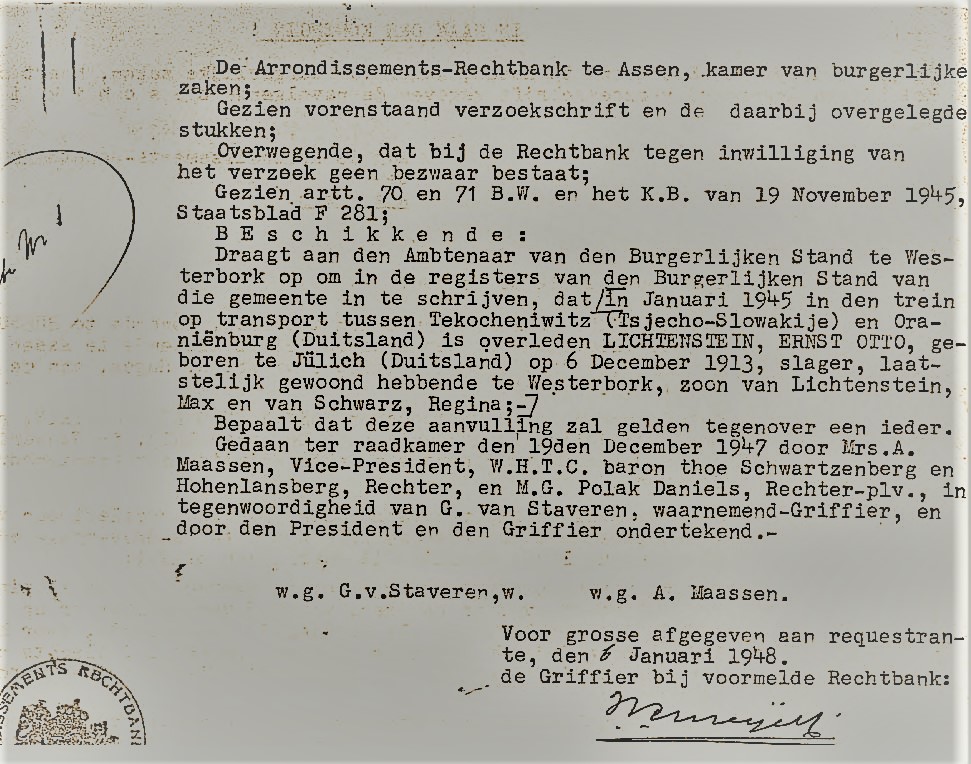 De Arrondissements-Rechtbank te Assen, kamer van burgerlijke
zaken;
Gezien vorenstaand verzoekschrift en de daarbij overgelegde
stukken;
Overwegende, dat bij de Rechtbank tegen inwilliging van
het verzoek geen bezwaar bestaat;
Gezien artt. 70 en 71 B.W. en het K.B. van 19 November 1945,
Staatsblad F 281;
B E s c h i k k e n d e :
Draagt aan den Ambtenaar van den Burgerlijken Stand te Wes-
terbork op om in de registers van den Burgerlijken Stand van
die gemeente in te schrijven, dat/in Januari 1945 in den trein
op transport tussen Tekocheniwitz (Tsjecho-Slowakije) en Ora-
niënburg (Duitsland) is overleden LICHTENSTEIN, ERNST OTTO, ge-
boren te Jülich (Duitsland) op 6 December 1913, slager, laat-
stelijk gewoond hebbende te Westerbork, zoon van Lichtenstein,
Max en van Schwarz, Regina;-/
Bepaalt dat deze aanvulling zal gelden tegenover een ieder.
Gedaan ter raadkamer den 19den December 1947 door Mrs.A.
Maassen, Vice-President, W.H.T.C. baron thoe Schwartzenberg en
Hohenlansberg, Rechter, en M.G. Polak Daniels, Rechter-plv., in
tegenwoordigheid van G. van Staveren, waarnemend-Griffier, en
door den President en den Griffier ondertekend.-
w.g. G.v.Staveren,w. w.g. A. Maassen.
Voor grosse afgegeven aan requestran-
te, den 6 Januari 1948.
de Griffier bij voormelde Rechtbank:
SSEMENTS RECHTBAN